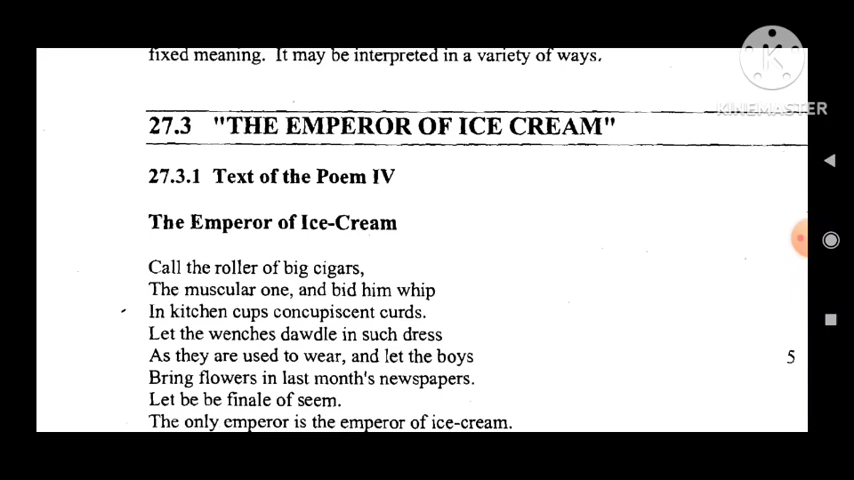 fixed meaning. It may be interpreted in a variety of ways.
KINEMASTER
27.3 "THE EMPEROR OF ICE CREAM"
27.3.1 Text of the Poem IV
The Emperor of Ice-Cream
Call the roller of big cigars,
The muscular one, and bid him whip
In kitchen cups concupiscent curds.
Let the wenches dawdle in such dress
As they are used to wear, and let the boys 5
Bring flowers in last month's newspapers.
Let be be finale of seem.
The only emperor is the emperor of ice-cream.